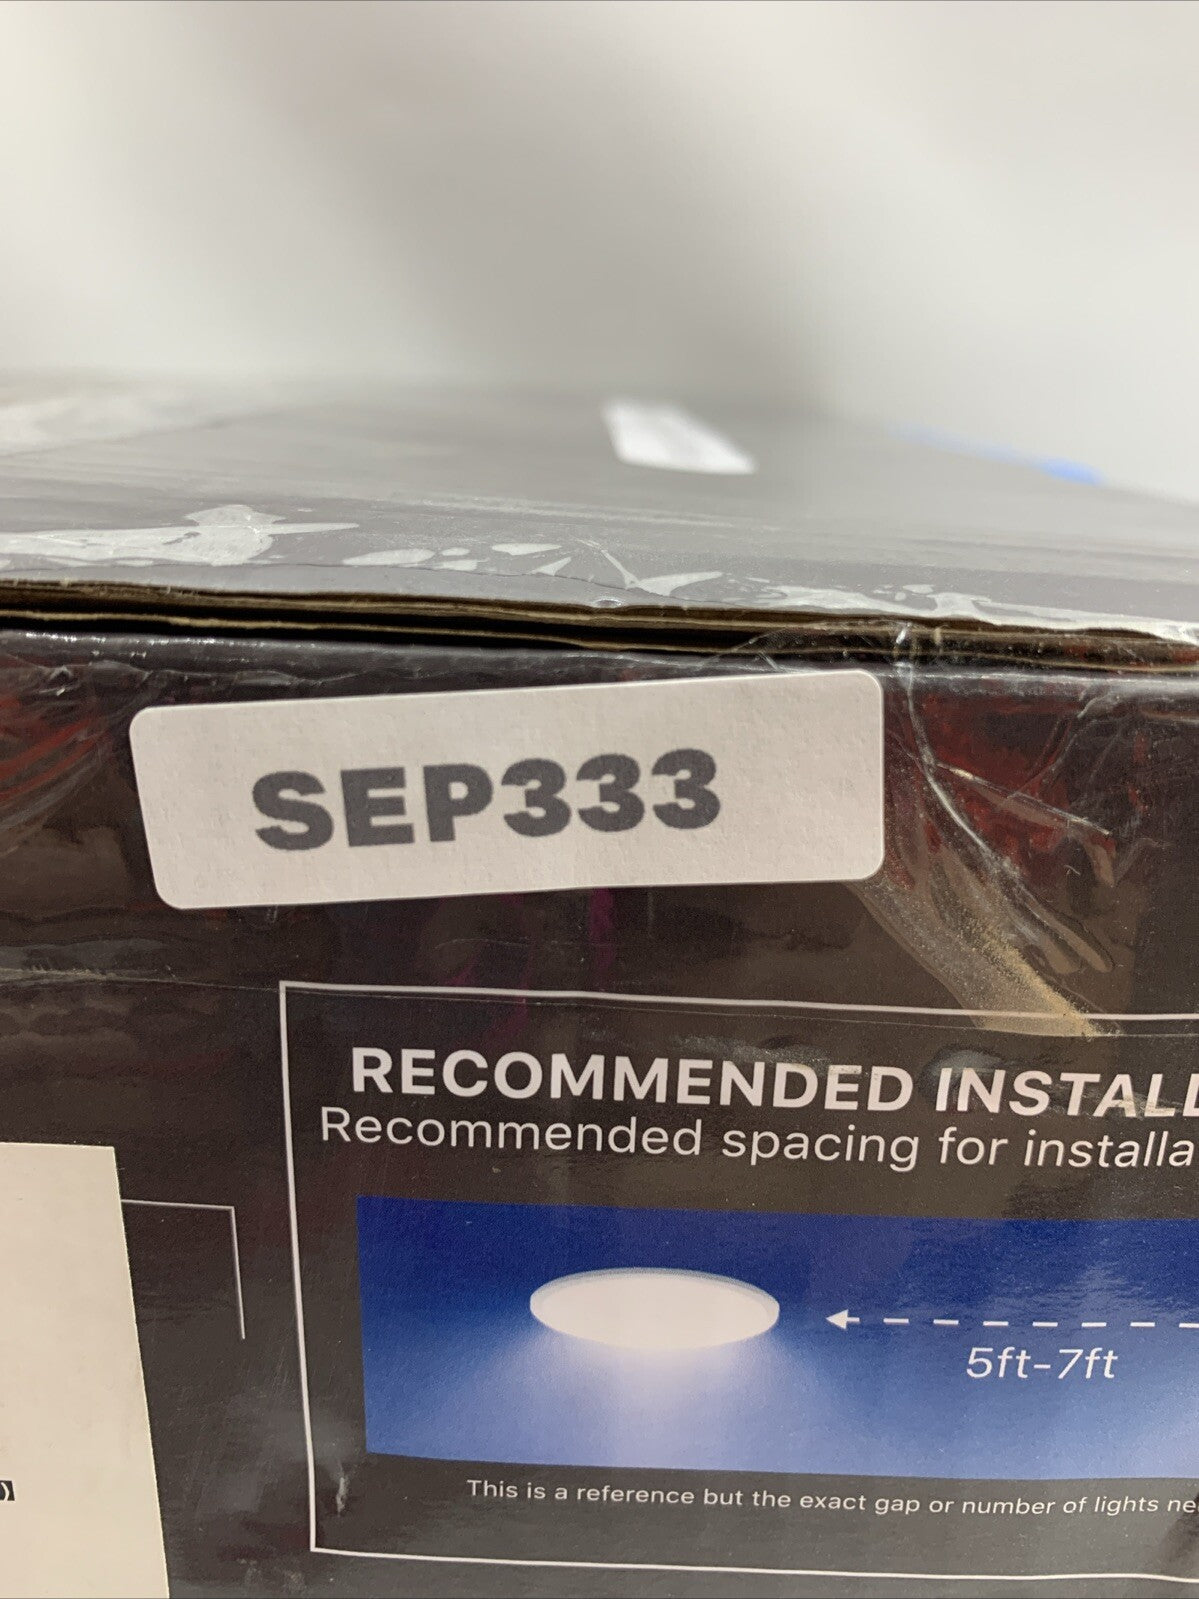 SEP333
RECOMMENDED INSTALL
Recommended spacing for installa
5ft-7ft
This is a reference but the exact gap or number of lights ne
)